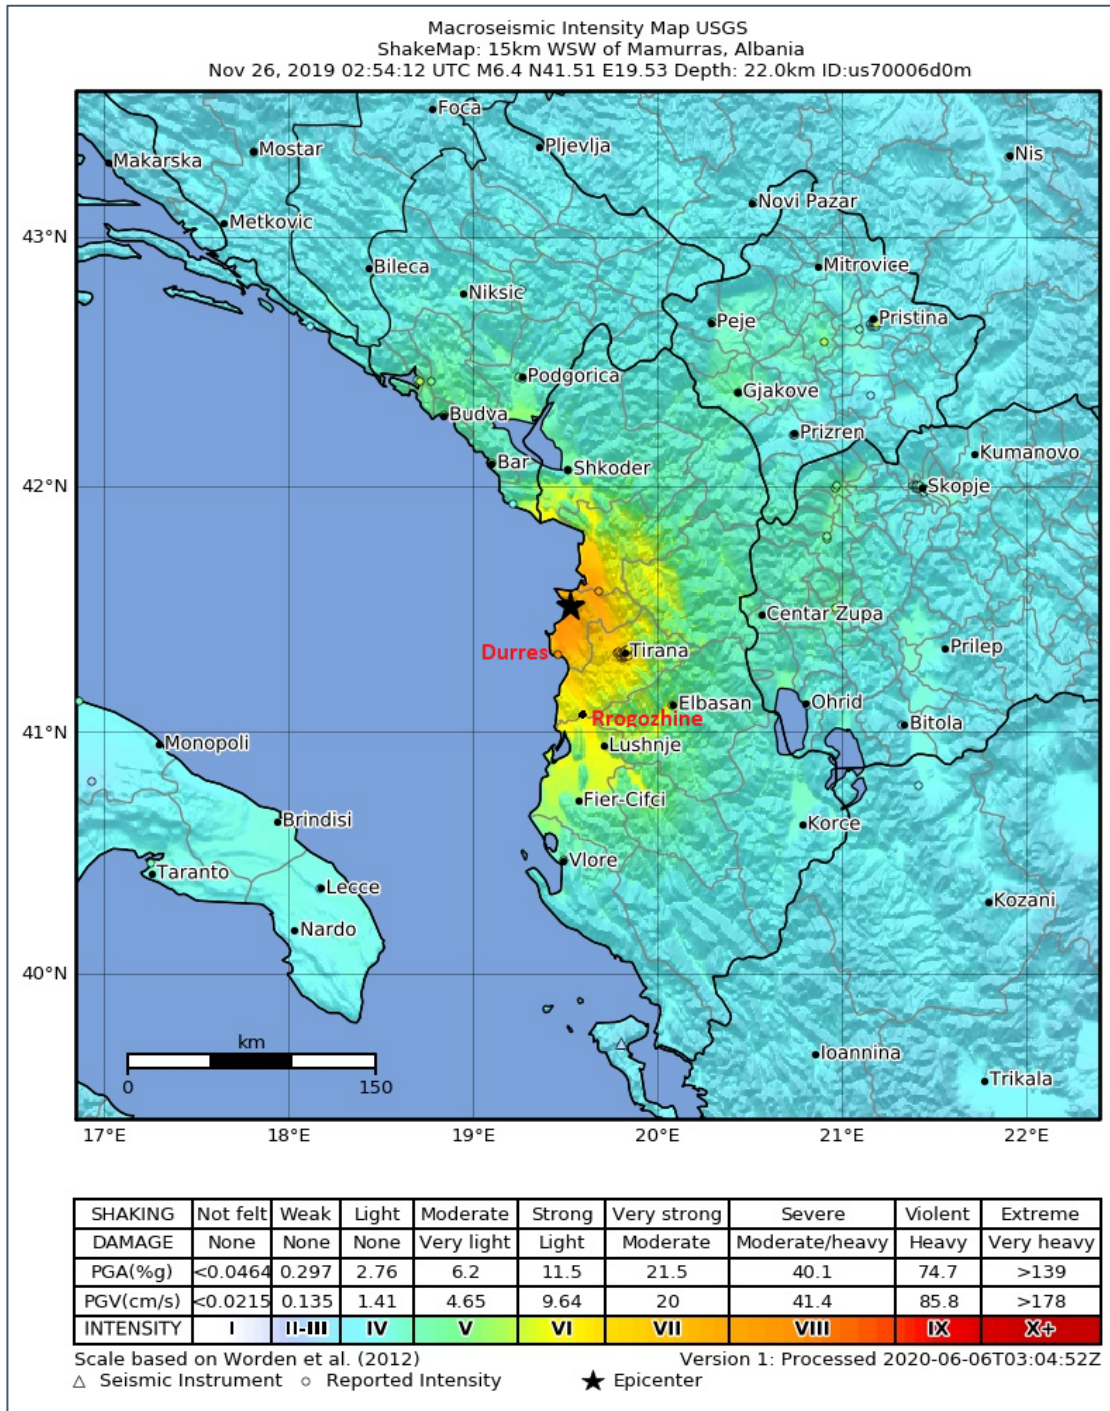 Macroseismic Intensity Map USGS
ShakeMap: 15km WSW of Mamurras, Albania
Nov 26, 2019 02:54:12 UTC M6.4 N41.51 E19.53 Depth: 22.0km ID:us70006d0m
Foca
Makarska
Mostar
Pljevlja
Nis
Metkovic
Novi Pazar
43°N
Bileca
Mitrovice
Niksic
Peje
Pristina
Podgorica
Gjakove
Budva
Prizren
Bar
Shkoder
Kumanovo
42°N
Skopje
Centar Zupa
Durres
Tirana
Prilep
Elbasan
Ohrid
Rrogozhine
Bitola
41°N
Monopoli
Lushnje
Fier-Cifci
Brindisi
Korce
Vlore
Taranto
Lecce
Kozani
Nardo
40°N
km
0 150
Ioannina
Trikala
17°E 18°E 19°E 20°E 21°E 22°E
SHAKING Not felt Weak Light Moderate Strong Very strong Severe Violent Extreme
DAMAGE None None None Very light Light Moderate Moderate/heavy Heavy Very heavy
PGA(%g) <0.0464 0.297 2.76 6.2 11.5 21.5 40.1 74.7 >139
PGV(cm/s) <0.0215 0.135 1.41 4.65 9.64 20 41.4 85.8 >178
INTENSITY I II-III IV V VI VII VIII IX X+
Scale based on Worden et al. (2012) Version 1: Processed 2020-06-06T03:04:52Z
△ Seismic Instrument ○ Reported Intensity ★ Epicenter